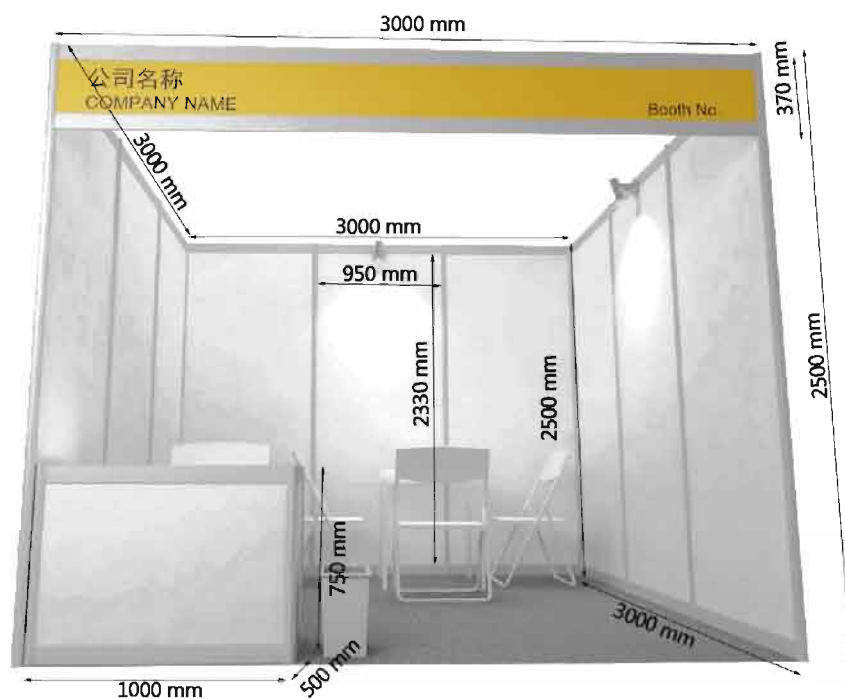 3000 mm
370 mm
公司名称
COMPANY NAME
Booth No
3000 mm
3000 mm
950 mm
2330 mm
2500 mm
2500 mm
750 mm
3000 mm
500 mm
1000 mm